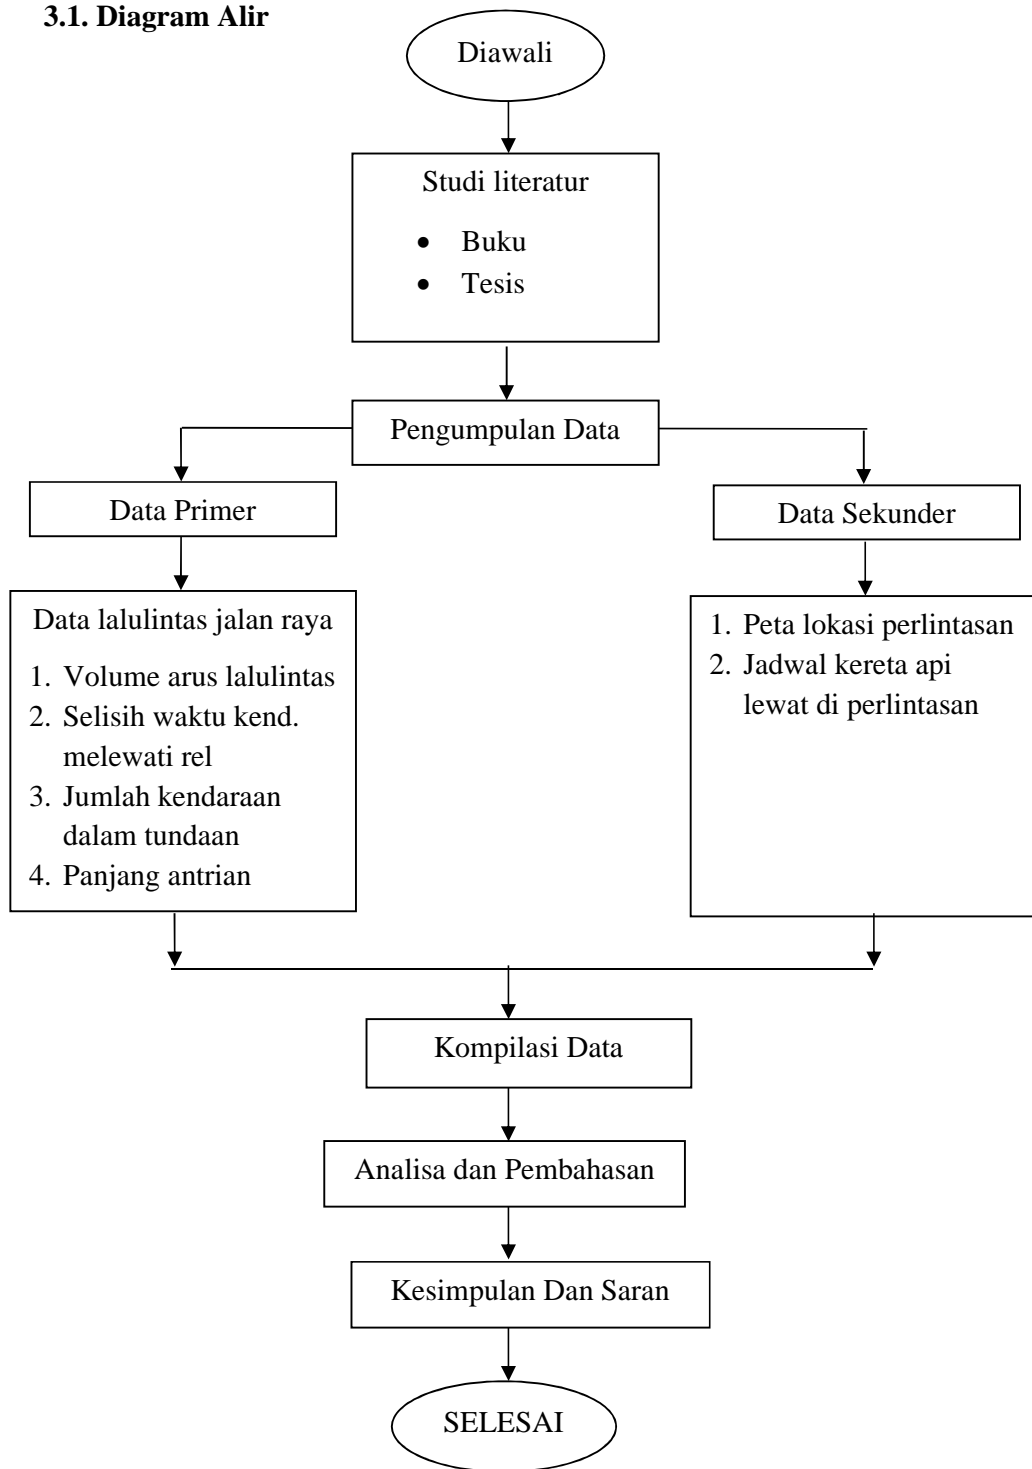 3.1. Diagram Alir
Diawali
Studi literatur
• Buku
• Tesis
Pengumpulan Data
Data Primer
Data Sekunder
Data lalulintas jalan raya
1. Volume arus lalulintas
2. Selisih waktu kend.
melewati rel
3. Jumlah kendaraan
dalam tundaan
4. Panjang antrian
1. Peta lokasi perlintasan
2. Jadwal kereta api
lewat di perlintasan
Kompilasi Data
Analisa dan Pembahasan
Kesimpulan Dan Saran
SELESAI